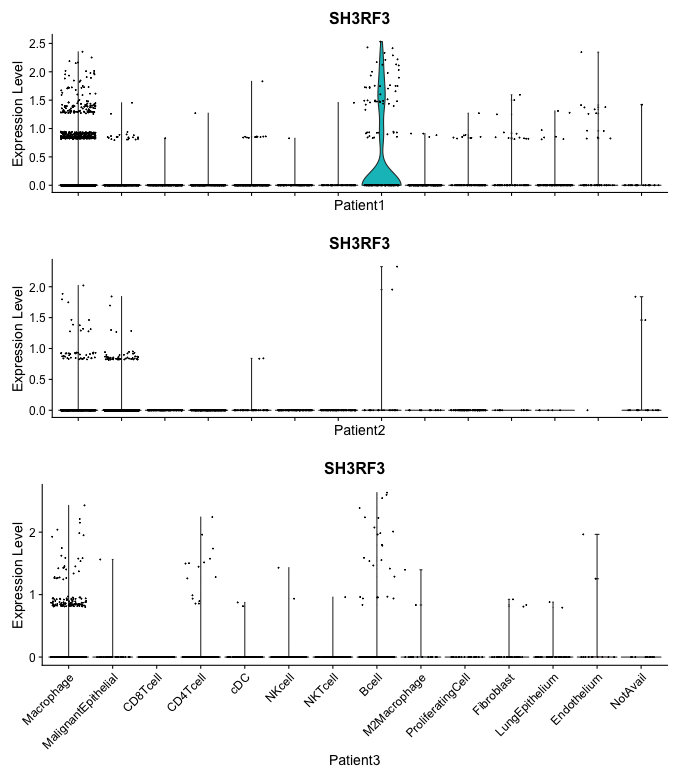 SH3RF3
Expression Level
2.5
2.0
1.5
1.0
0.5
0.0
Patient1
SH3RF3
Expression Level
2.0
1.5
1.0
0.5
0.0
Patient2
SH3RF3
Expression Level
2
1
0
Macrophage
MalignantEpithelial
CD8Tcell
CD4Tcell
cDC
NKcell
NKTcell
Bcell
M2Macrophage
ProliferatingCell
Fibroblast
LungEpithelium
Endothelium
NotAvail
Patient3